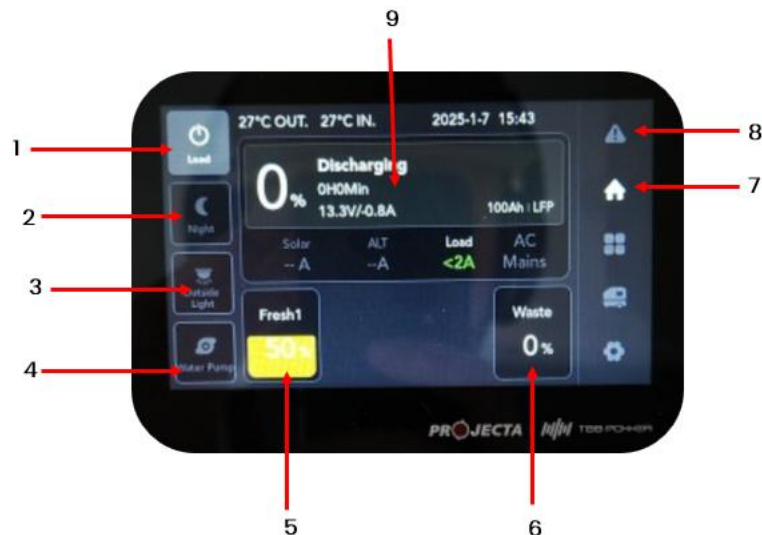 9
27°C OUT. 27°C IN. 2025-1-7 15:43
1
Load
8
Discharging
0%
0H0Min
7
13.3V/-0.8A
100Ah | LFP
2
Night
Solar
ALT
Load
AC
-- A
--A
<2A
Mains
3
Outside
Light
Fresh1
Waste
50%
0%
4
Water Pump
PROJECTA
TBB POWER
5
6